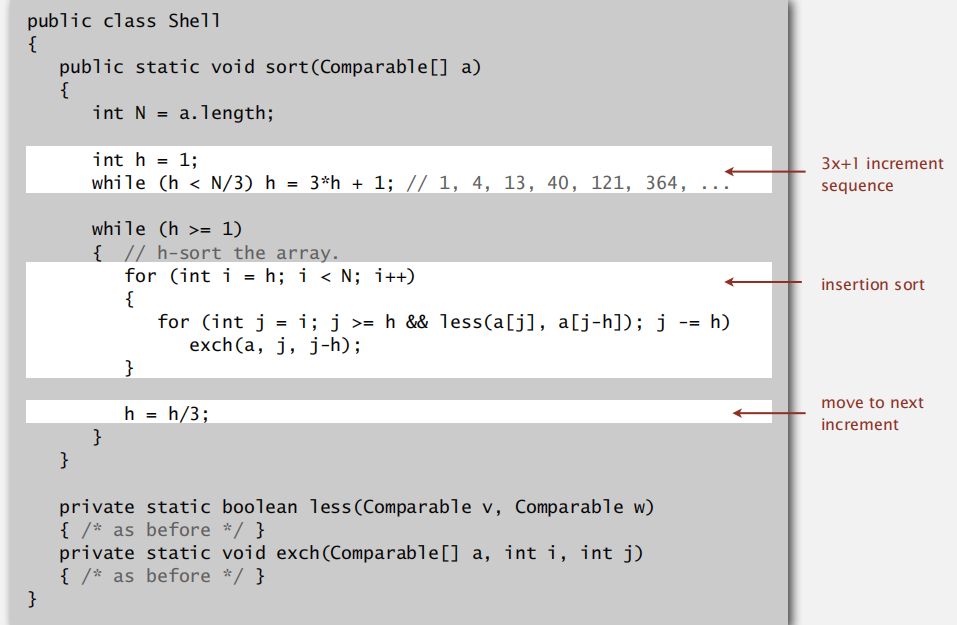 public class Shell
{
   public static void sort(Comparable[] a)
   {
      int N = a.length;

      int h = 1;
      while (h < N/3) h = 3*h + 1; // 1, 4, 13, 40, 121, 364, ...
3x+1 increment
sequence

      while (h >= 1)
      {  // h-sort the array.
         for (int i = h; i < N; i++)
insertion sort
         {
            for (int j = i; j >= h && less(a[j], a[j-h]); j -= h)
               exch(a, j, j-h);
         }

         h = h/3;
move to next
increment
      }
   }

   private static boolean less(Comparable v, Comparable w)
   { /* as before */ }
   private static void exch(Comparable[] a, int i, int j)
   { /* as before */ }
}